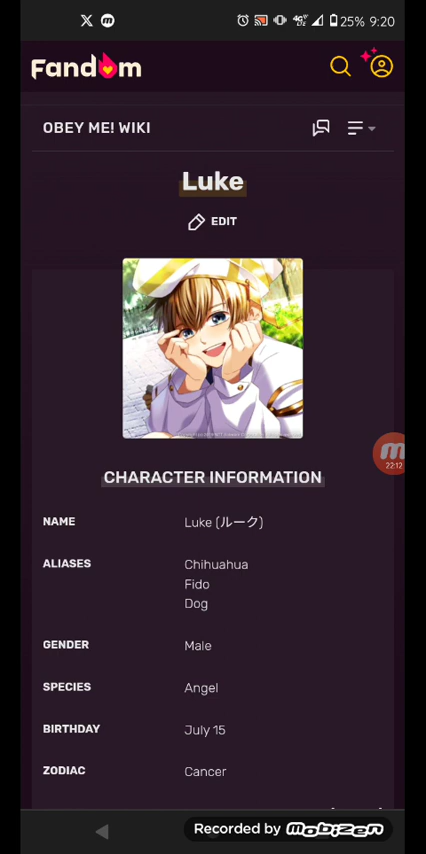 25% 9:20
Fandom
OBEY ME! WIKI
Luke
EDIT
CHARACTER INFORMATION
NAME Luke (ルーク)
ALIASES Chihuahua
Fido
Dog
GENDER Male
SPECIES Angel
BIRTHDAY July 15
ZODIAC Cancer
22:12
Recorded by mobizen